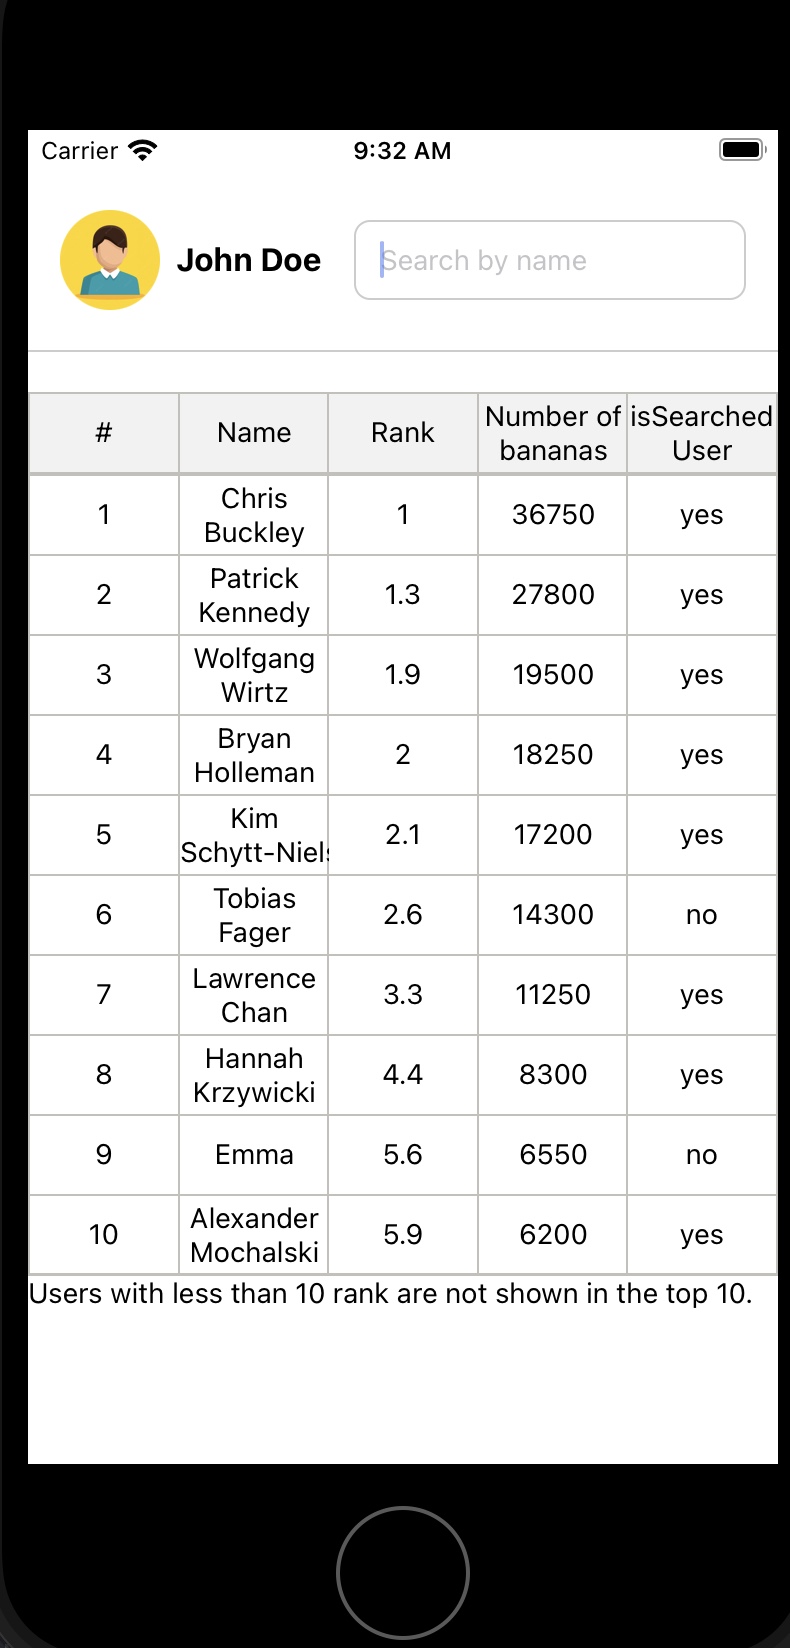 Carrier 9:32 AM
John Doe Search by name
# Name Rank Number of bananas isSearched User
1 Chris Buckley 1 36750 yes
2 Patrick Kennedy 1.3 27800 yes
3 Wolfgang Wirtz 1.9 19500 yes
4 Bryan Holleman 2 18250 yes
5 Kim Schytt-Niels 2.1 17200 yes
6 Tobias Fager 2.6 14300 no
7 Lawrence Chan 3.3 11250 yes
8 Hannah Krzywicki 4.4 8300 yes
9 Emma 5.6 6550 no
10 Alexander Mochalski 5.9 6200 yes
Users with less than 10 rank are not shown in the top 10.